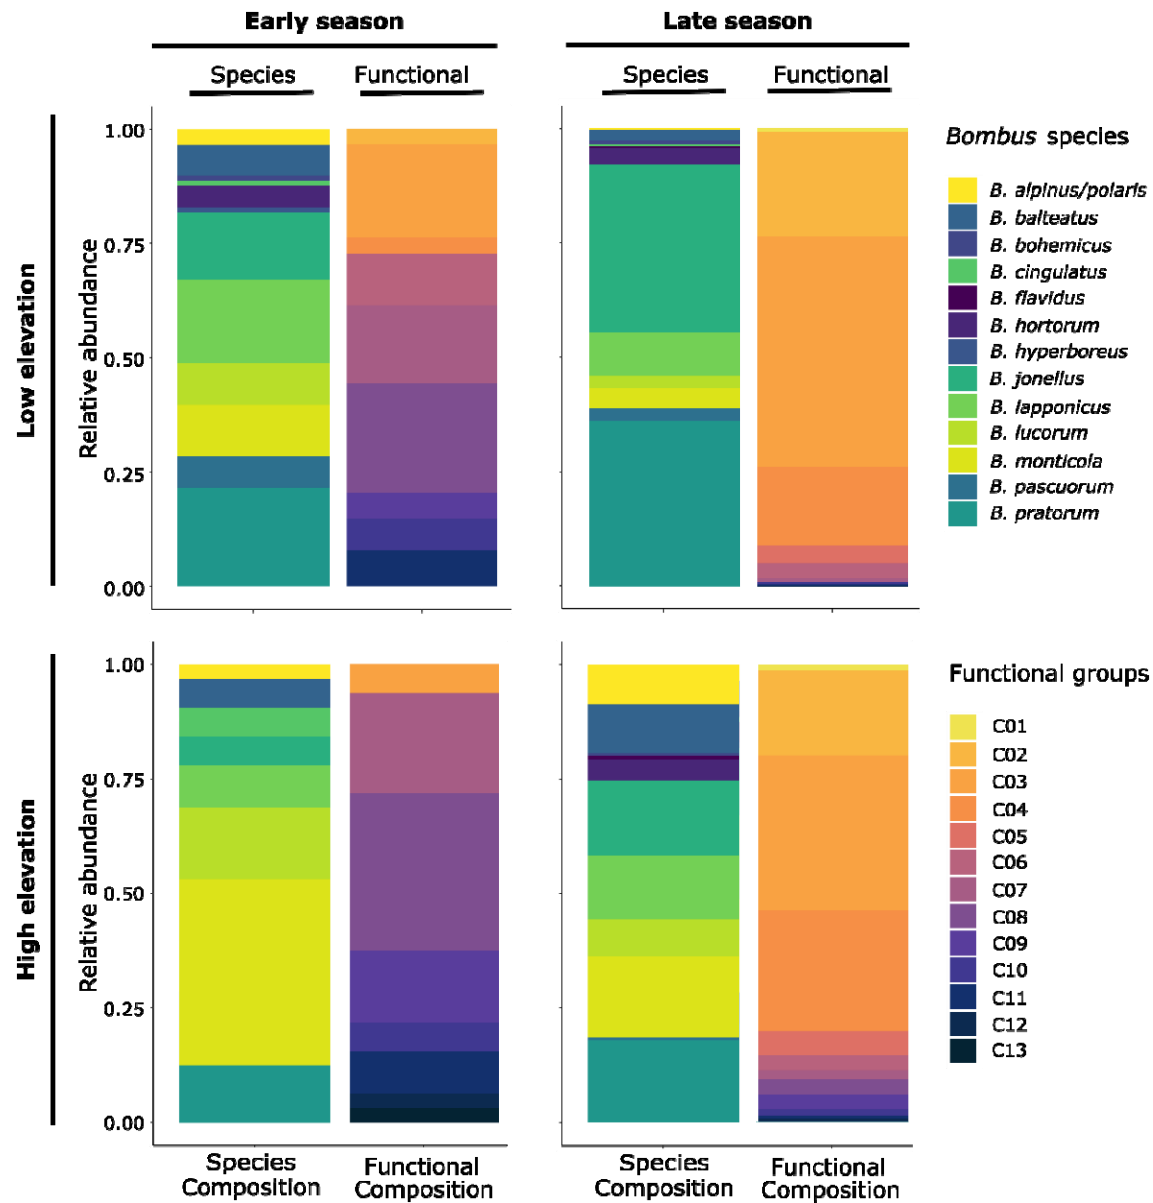 Early season
Late season
Species
Functional
Species
Functional
Low elevation
Relative abundance
1.00
0.75
0.50
0.25
0.00
Bombus species
B. alpinus/polaris
B. balteatus
B. bohemicus
B. cingulatus
B. flavidus
B. hortorum
B. hyperboreus
B. jonellus
B. lapponicus
B. lucorum
B. monticola
B. pascuorum
B. pratorum
High elevation
Relative abundance
1.00
0.75
0.50
0.25
0.00
Functional groups
C01
C02
C03
C04
C05
C06
C07
C08
C09
C10
C11
C12
C13
Species
Composition
Functional
Composition
Species
Composition
Functional
Composition